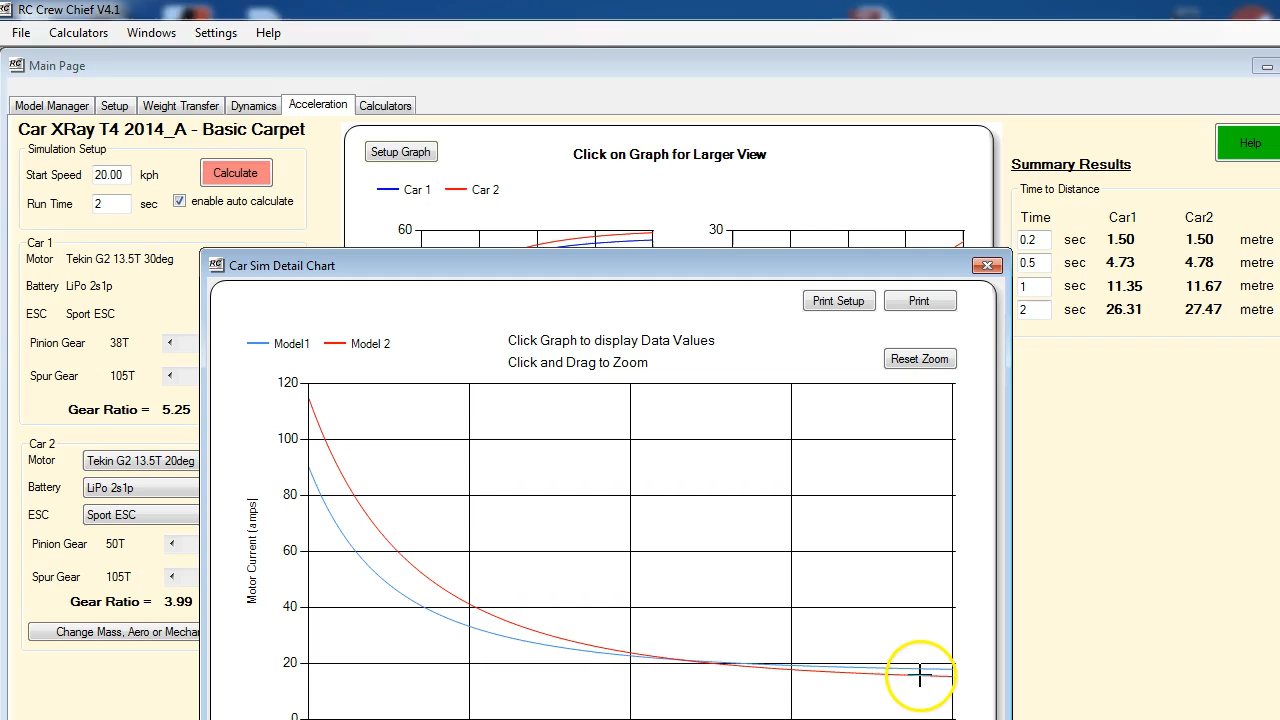 RC Crew Chief V4.1
File Calculators Windows Settings Help
RC Main Page
Model Manager Setup Weight Transfer Dynamics Acceleration Calculators
Car XRay T4 2014_A - Basic Carpet
Simulation Setup
Start Speed 20.00 kph Calculate
Run Time 2 sec enable auto calculate
Car 1
Motor Tekin G2 13.5T 30deg
Battery LiPo 2s1p
ESC Sport ESC
Pinion Gear 38T
Spur Gear 105T
Gear Ratio = 5.25
Car 2
Motor Tekin G2 13.5T 20deg
Battery LiPo 2s1p
ESC Sport ESC
Pinion Gear 50T
Spur Gear 105T
Gear Ratio = 3.99
Change Mass, Aero or Mechan
Setup Graph
Click on Graph for Larger View
Car 1 Car 2
60 30
Help
Summary Results
Time to Distance
Time Car1 Car2
0.2 sec 1.50 1.50 metre
0.5 sec 4.73 4.78 metre
1 sec 11.35 11.67 metre
2 sec 26.31 27.47 metre
RC Car Sim Detail Chart
Print Setup Print
Model1 Model 2
Click Graph to display Data Values
Click and Drag to Zoom
Reset Zoom
120
100
80
60
40
20
0
Motor Current (amps)